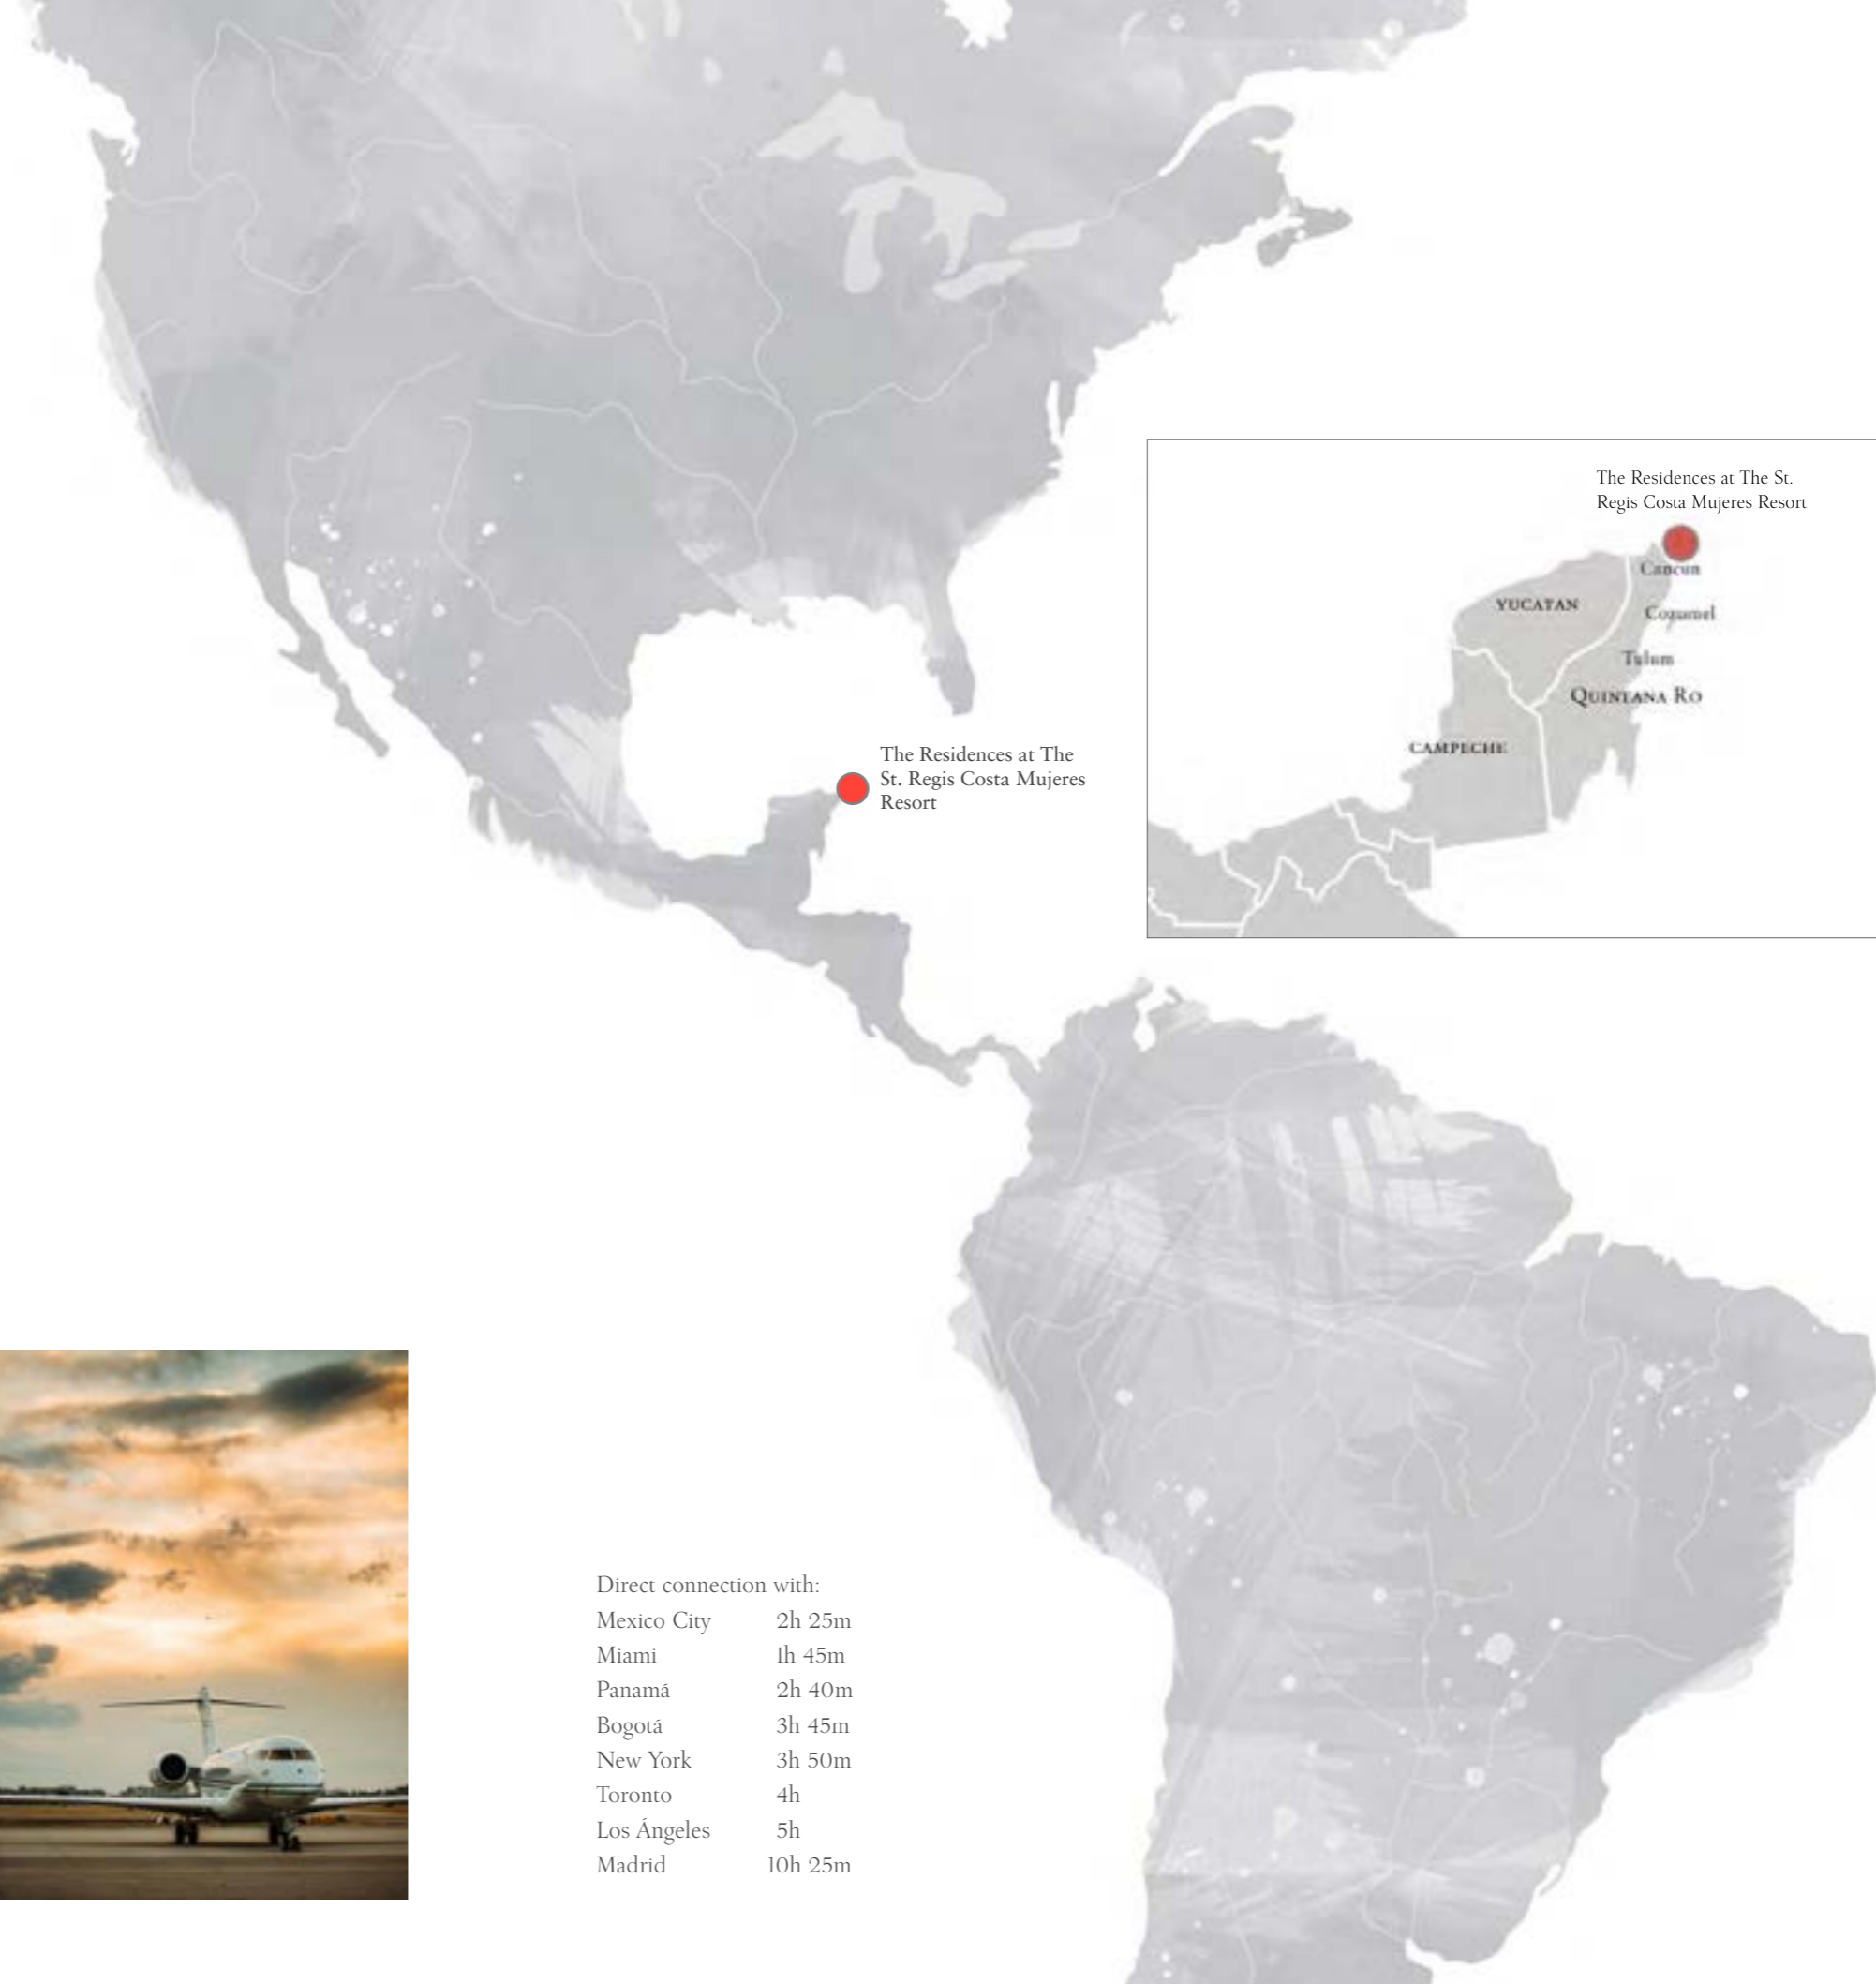 The Residences at The St.
Regis Costa Mujeres Resort
Cancun
YUCATAN
Cozumel
Tulum
QUINTANA RO
CAMPECHE
The Residences at The
St. Regis Costa Mujeres
Resort
Direct connection with:
Mexico City 2h 25m
Miami 1h 45m
Panamá 2h 40m
Bogotá 3h 45m
New York 3h 50m
Toronto 4h
Los Ángeles 5h
Madrid 10h 25m